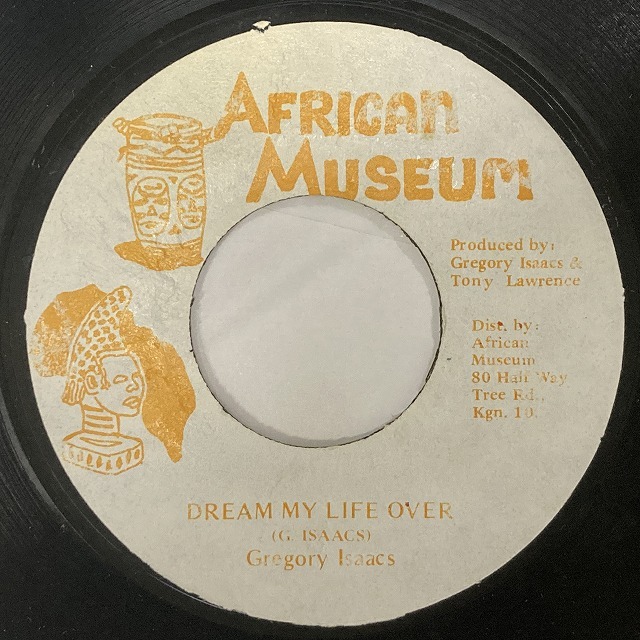 AFRICAN
MUSEUM
Produced by:
Gregory Isaacs &
Tony Lawrence
Dist. by:
African
Museum
80 Half Way
Tree Rd.,
Kgn. 10.
DREAM MY LIFE OVER
(G. ISAACS)
Gregory Isaacs